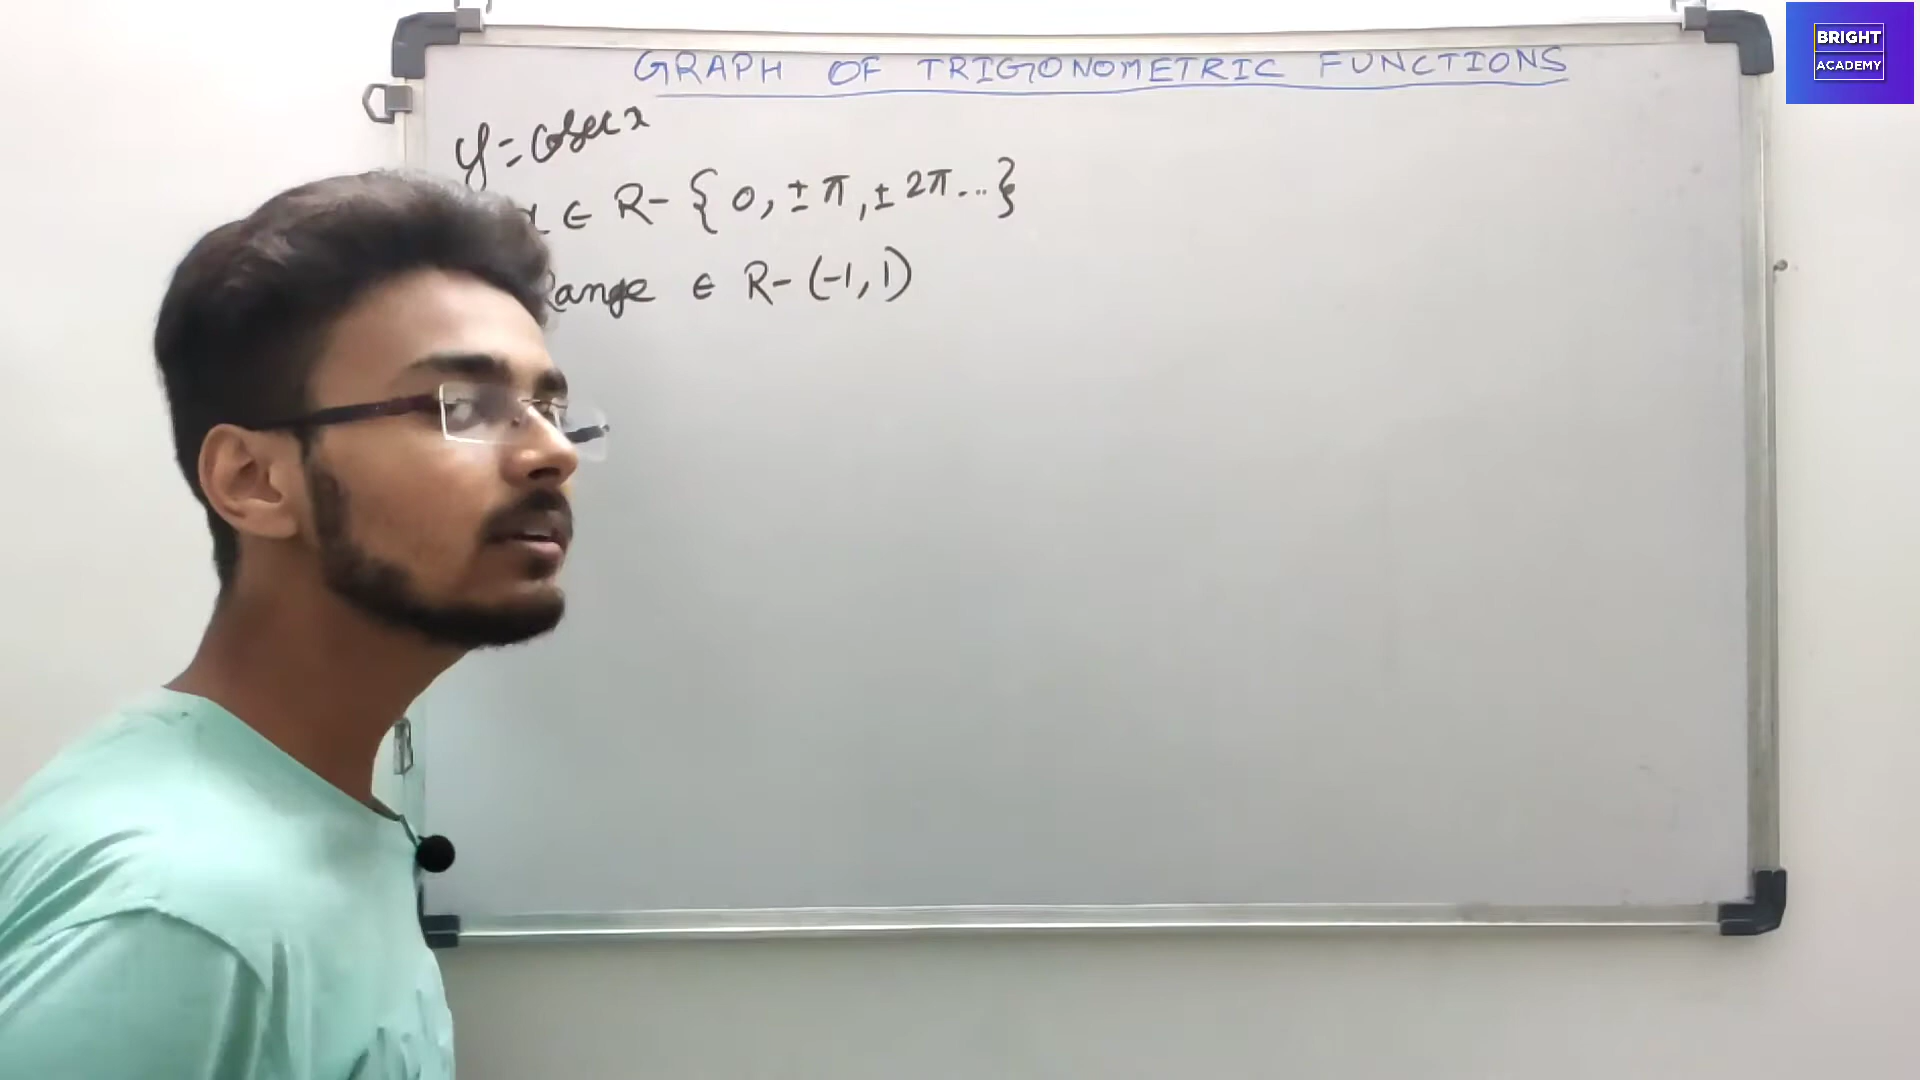 GRAPH OF TRIGONOMETRIC FUNCTIONS
y = cosec x
x ∈ R - { 0, ± π, ± 2π ... }
Range ∈ R - (-1, 1)
BRIGHT
ACADEMY